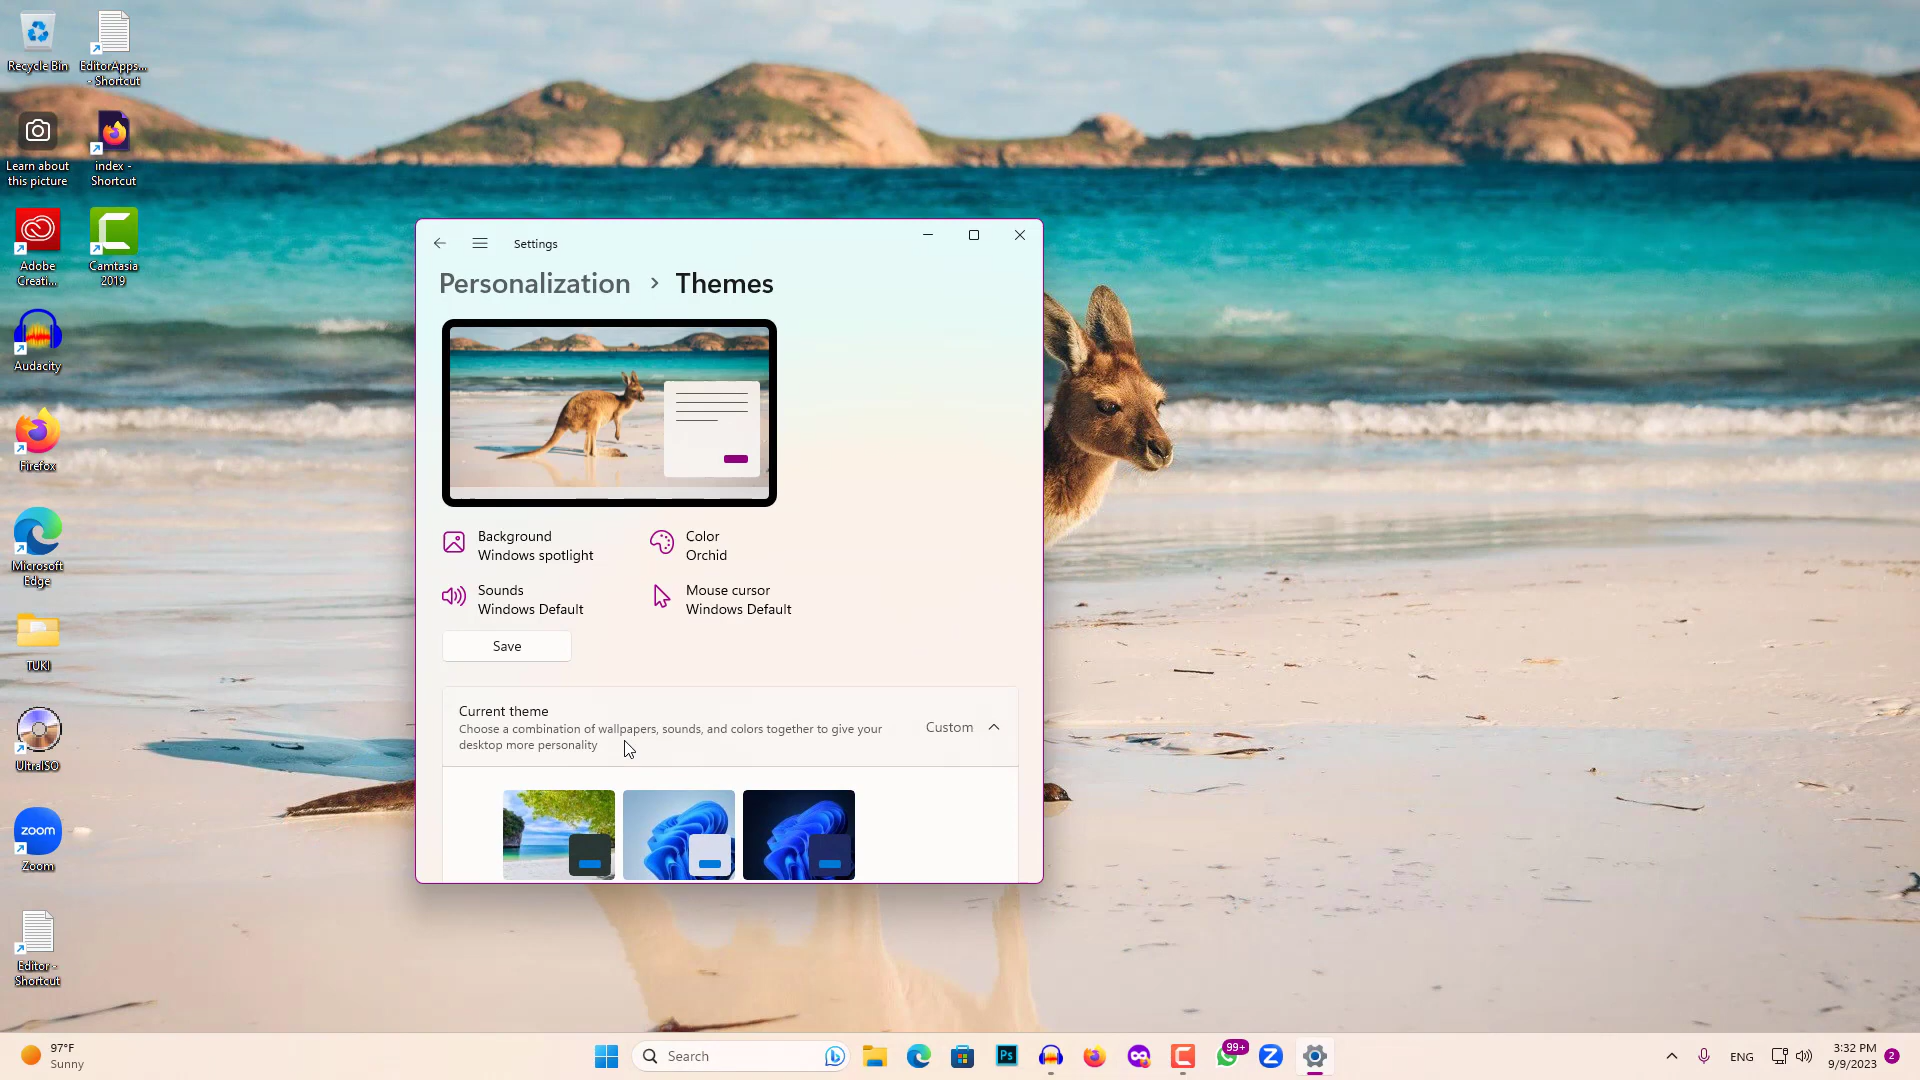 Recycle Bin
EditorApps...
- Shortcut
Learn about
this picture
index -
Shortcut
Adobe
Creati...
Camtasia
2019
Audacity
Firefox
Microsoft
Edge
TUKI
UltraISO
zoom
Zoom
Editor -
Shortcut
Settings
Personalization > Themes
Background
Windows spotlight
Color
Orchid
Sounds
Windows Default
Mouse cursor
Windows Default
Save
Current theme
Choose a combination of wallpapers, sounds, and colors together to give your
desktop more personality
Custom
97°F
Sunny
Search
Ps
99+
Z
ENG
3:32 PM
9/9/2023
2